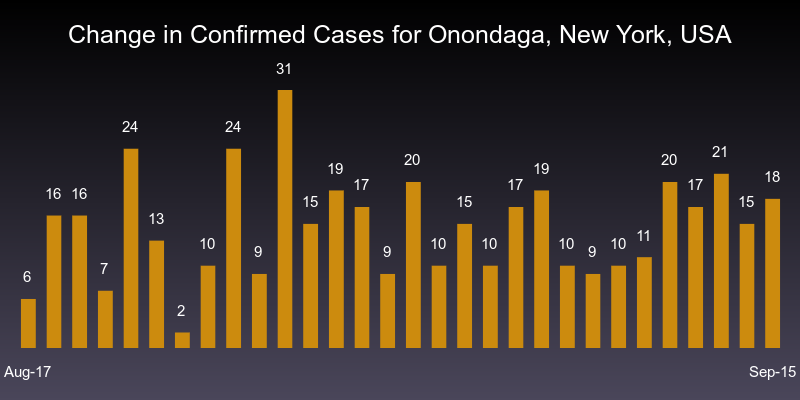 Change in Confirmed Cases for Onondaga, New York, USA
6 16 16 7 24 13 2 10 24 9 31 15 19 17 9 20 10 15 10 17 19 10 9 10 11 20 17 21 15 18
Aug-17 Sep-15